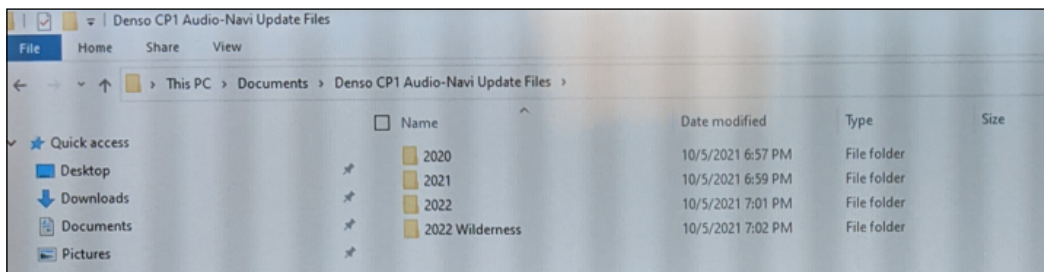 Denso CP1 Audio-Navi Update Files
File Home Share View
This PC > Documents > Denso CP1 Audio-Navi Update Files >
Name Date modified Type Size
Quick access
Desktop
Downloads
Documents
Pictures
2020 10/5/2021 6:57 PM File folder
2021 10/5/2021 6:59 PM File folder
2022 10/5/2021 7:01 PM File folder
2022 Wilderness 10/5/2021 7:02 PM File folder